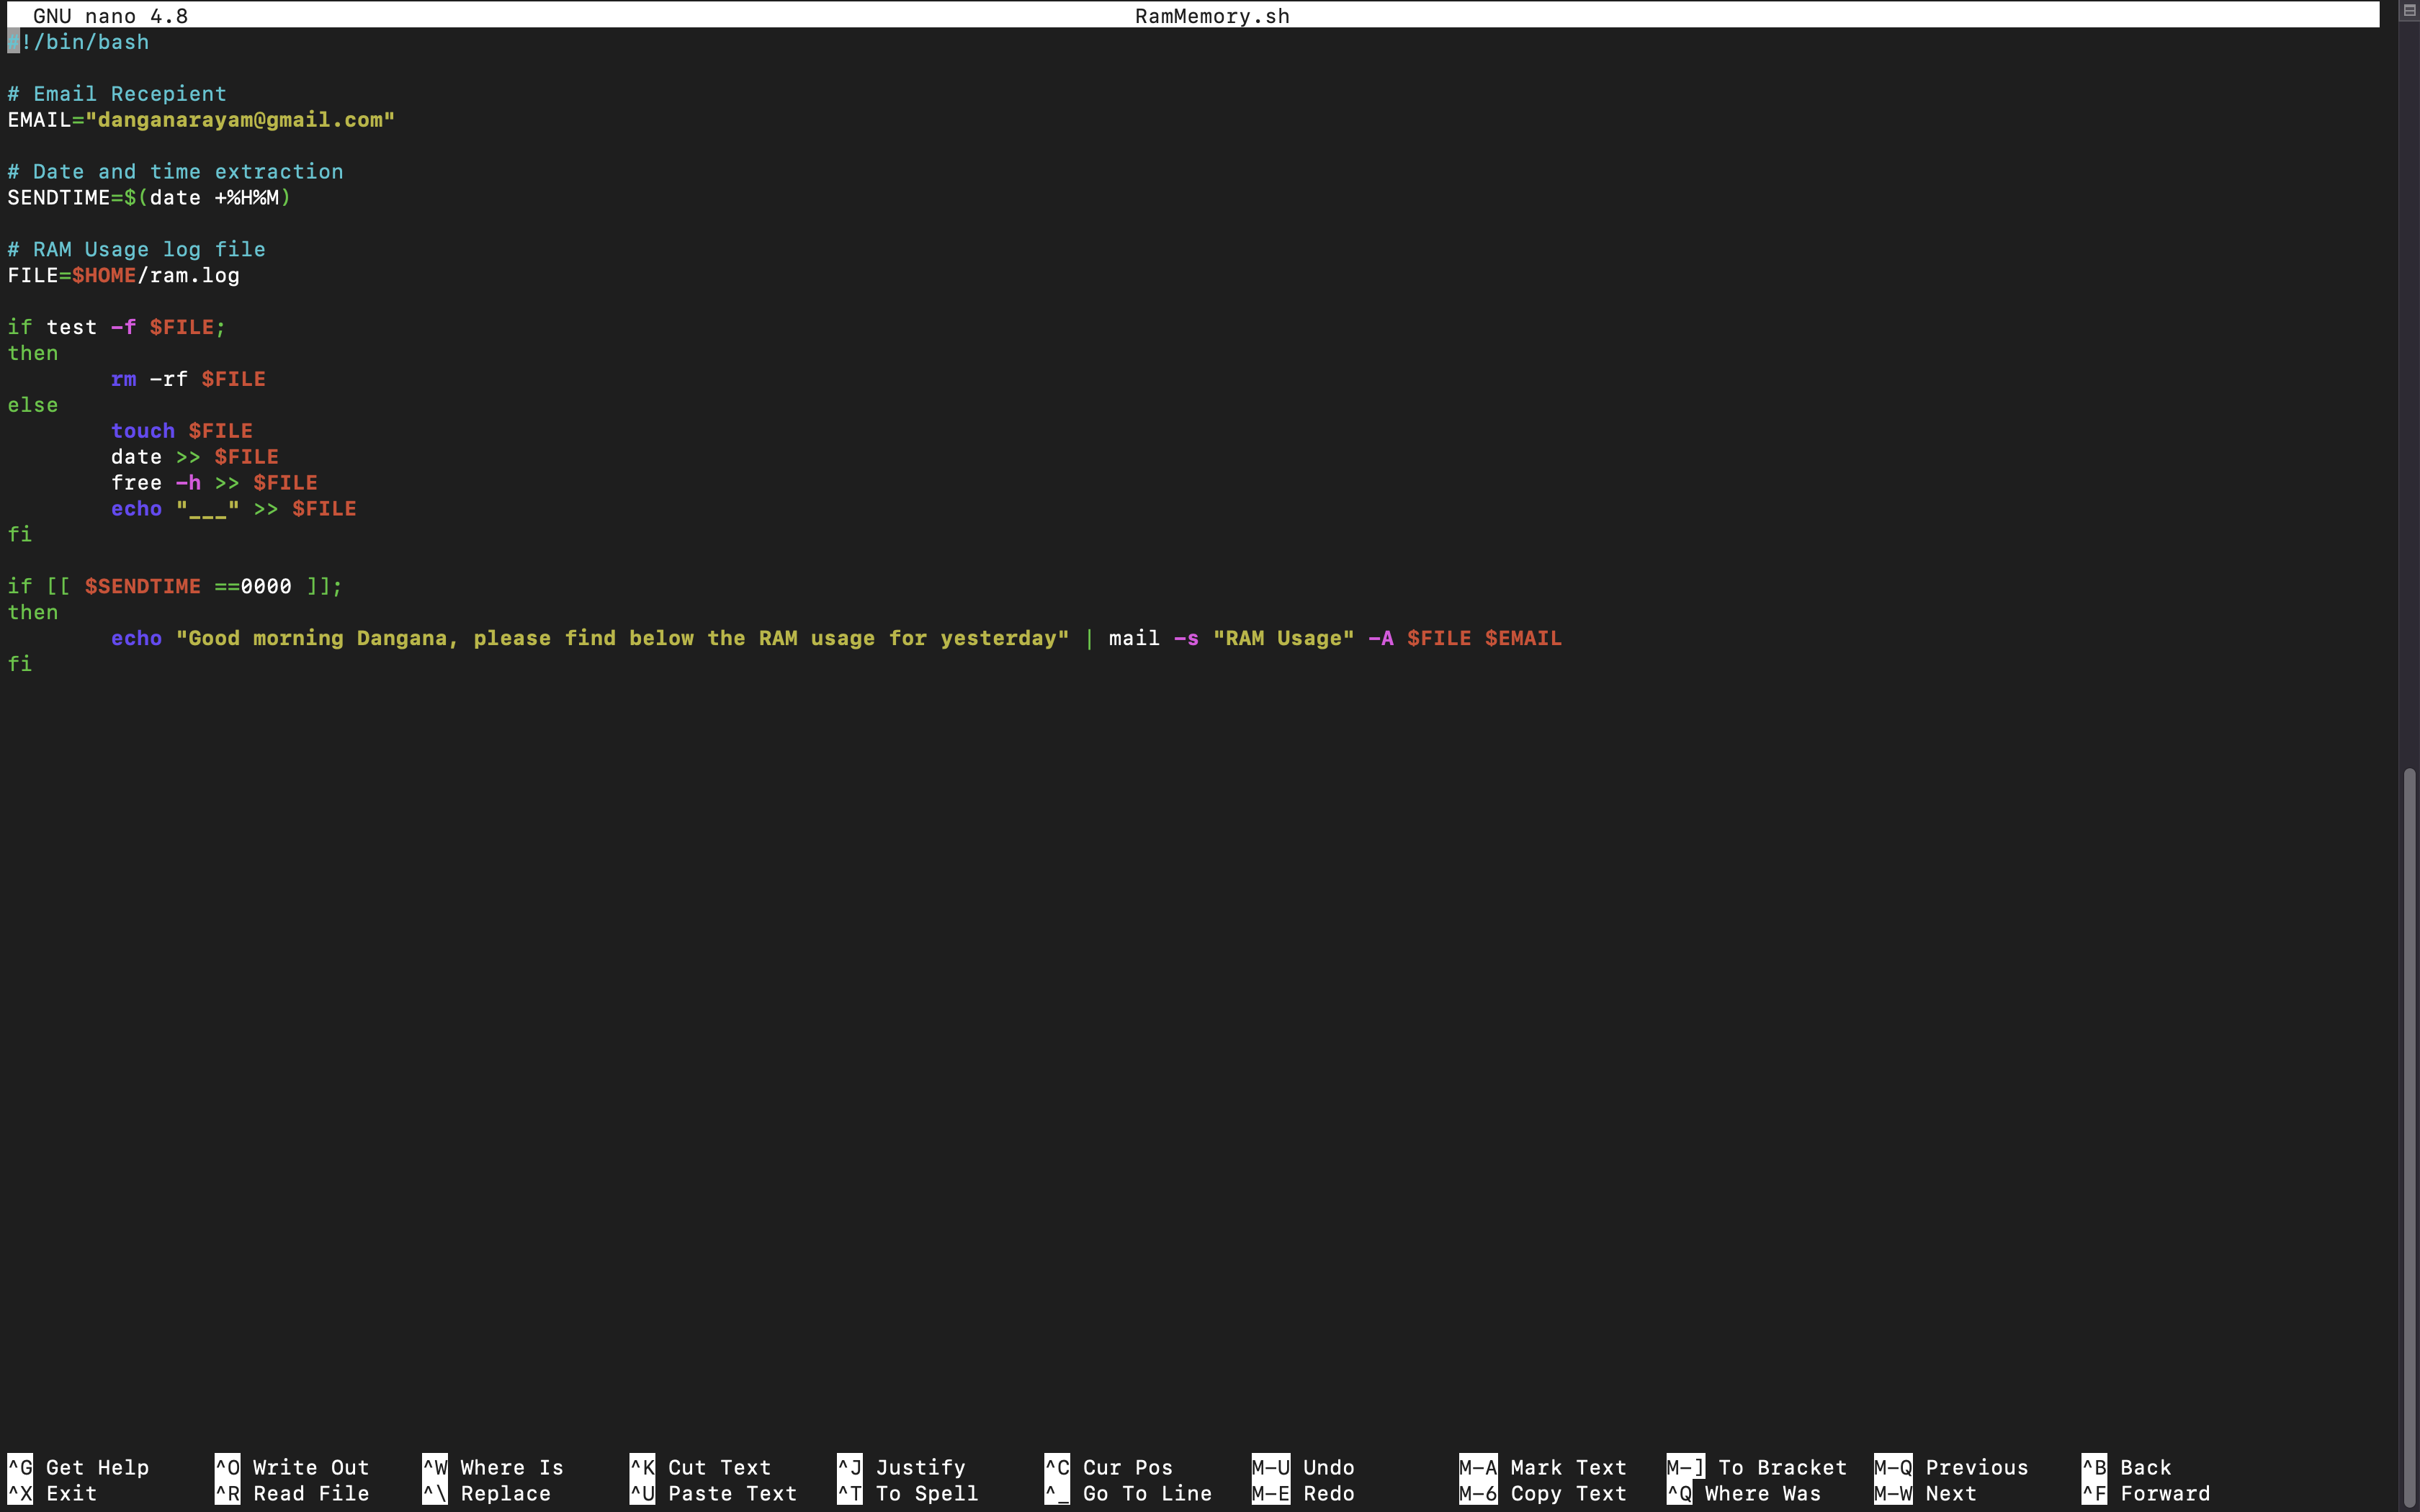 GNU nano 4.8 RamMemory.sh
#!/bin/bash
# Email Recepient
EMAIL="danganarayam@gmail.com"
# Date and time extraction
SENDTIME=$(date +%H%M)
# RAM Usage log file
FILE=$HOME/ram.log
if test -f $FILE;
then
        rm -rf $FILE
else
        touch $FILE
        date >> $FILE
        free -h >> $FILE
        echo "___" >> $FILE
fi
if [[ $SENDTIME ==0000 ]];
then
        echo "Good morning Dangana, please find below the RAM usage for yesterday" | mail -s "RAM Usage" -A $FILE $EMAIL
fi
^G Get Help ^O Write Out ^W Where Is ^K Cut Text ^J Justify ^C Cur Pos M-U Undo M-A Mark Text M-] To Bracket M-Q Previous ^B Back
^X Exit ^R Read File ^\ Replace ^U Paste Text ^T To Spell ^_ Go To Line M-E Redo M-6 Copy Text ^Q Where Was M-W Next ^F Forward